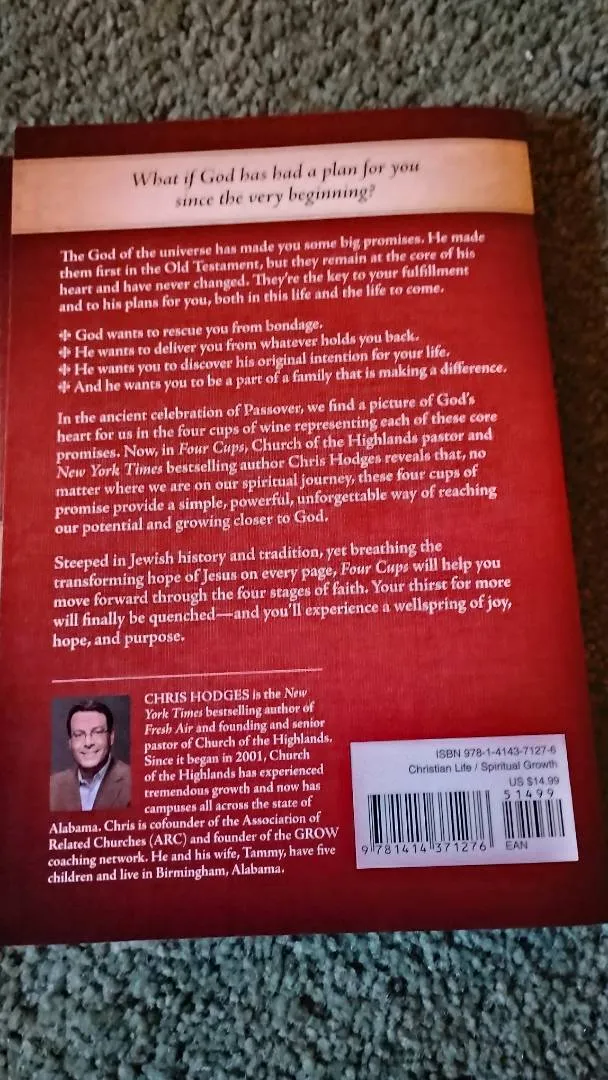 What if God has had a plan for you
since the very beginning?
The God of the universe has made you some big promises. He made
them first in the Old Testament, but they remain at the core of his
heart and have never changed. They're the key to your fulfillment
and to his plans for you, both in this life and the life to come.
✣ God wants to rescue you from bondage.
✣ He wants to deliver you from whatever holds you back.
✣ He wants you to discover his original intention for your life.
✣ And he wants you to be a part of a family that is making a difference.
In the ancient celebration of Passover, we find a picture of God's
heart for us in the four cups of wine representing each of these core
promises. Now, in Four Cups, Church of the Highlands pastor and
New York Times bestselling author Chris Hodges reveals that, no
matter where we are on our spiritual journey, these four cups of
promise provide a simple, powerful, unforgettable way of reaching
our potential and growing closer to God.
Steeped in Jewish history and tradition, yet breathing the
transforming hope of Jesus on every page, Four Cups will help you
move forward through the four stages of faith. Your thirst for more
will finally be quenched—and you'll experience a wellspring of joy,
hope, and purpose.
CHRIS HODGES is the New
York Times bestselling author of
Fresh Air and founding and senior
pastor of Church of the Highlands.
Since it began in 2001, Church
of the Highlands has experienced
tremendous growth and now has
campuses all across the state of
Alabama. Chris is cofounder of the Association of
Related Churches (ARC) and founder of the GROW
coaching network. He and his wife, Tammy, have five
children and live in Birmingham, Alabama.
ISBN 978-1-4143-7127-6
Christian Life / Spiritual Growth
US $14.99
51499
9 781414 371276
EAN